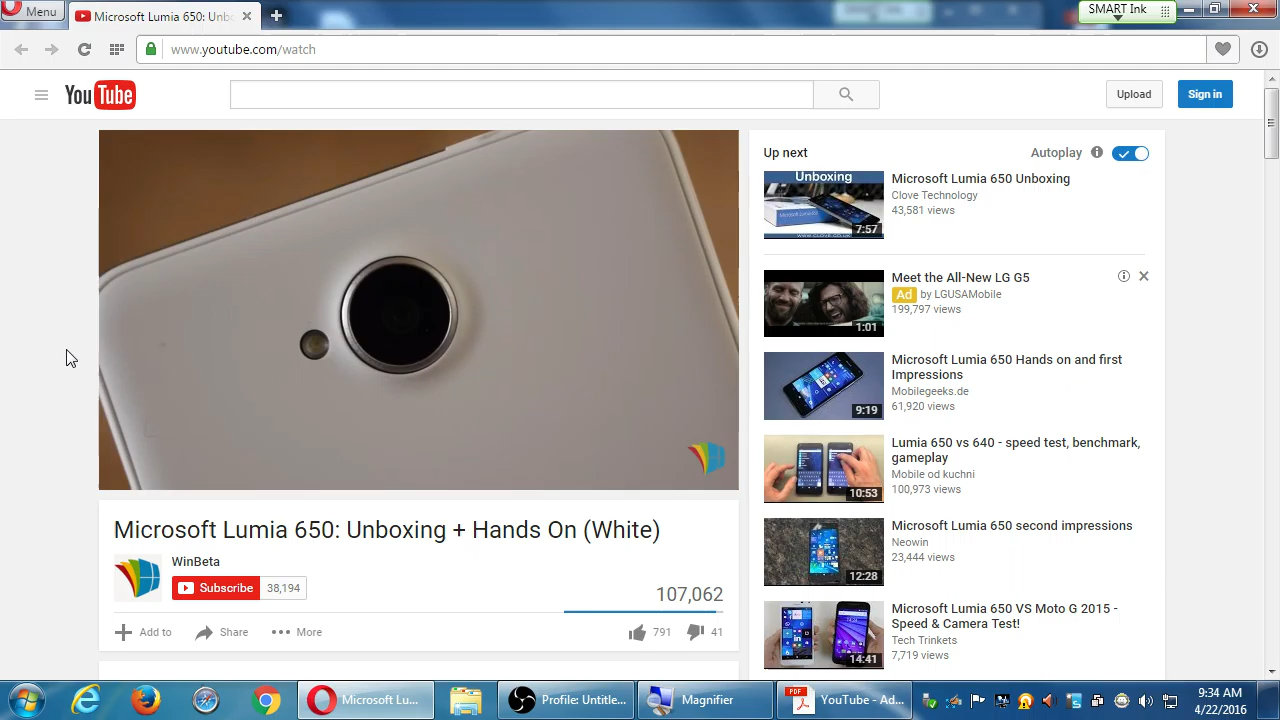 Menu
Microsoft Lumia 650: Unbo
SMART Ink
www.youtube.com/watch
YouTube
Upload
Sign in
Up next
Autoplay
Unboxing
7:57
Microsoft Lumia 650 Unboxing
Clove Technology
43,581 views
1:01
Meet the All-New LG G5
Ad by LGUSAMobile
199,797 views
9:19
Microsoft Lumia 650 Hands on and first
Impressions
Mobilegeeks.de
61,920 views
10:53
Lumia 650 vs 640 - speed test, benchmark,
gameplay
Mobile od kuchni
100,973 views
12:28
Microsoft Lumia 650 second impressions
Neowin
23,444 views
14:41
Microsoft Lumia 650 VS Moto G 2015 -
Speed & Camera Test!
Tech Trinkets
7,719 views
Microsoft Lumia 650: Unboxing + Hands On (White)
WinBeta
Subscribe 38,194
107,062
Add to Share More 791 41
Microsoft Lu...
Profile: Untitle...
Magnifier
PDF
YouTube - Ad...
9:34 AM
4/22/2016